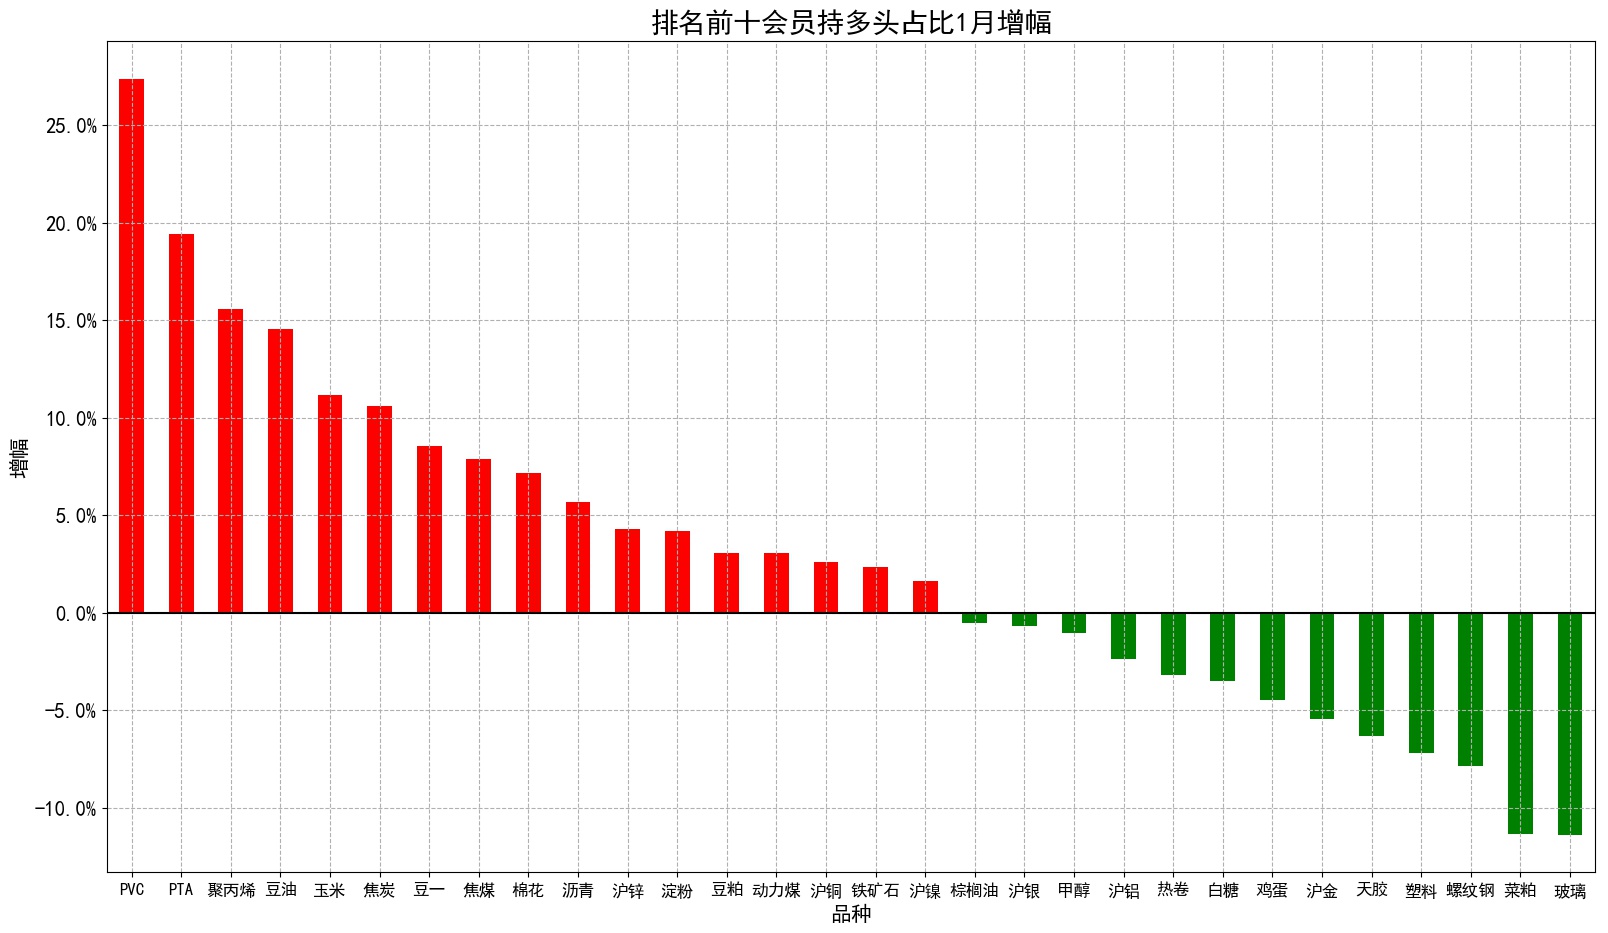 排名前十会员持多头占比1月增幅
25.0%
20.0%
15.0%
10.0%
5.0%
0.0%
−5.0%
−10.0%
增幅
PVC PTA 聚丙烯 豆油 玉米 焦炭 豆一 焦煤 棉花 沥青 沪锌 淀粉 豆粕 动力煤 沪铜 铁矿石 沪镍 棕榈油 沪银 甲醇 沪铝 热卷 白糖 鸡蛋 沪金 天胶 塑料 螺纹钢 菜粕 玻璃
品种